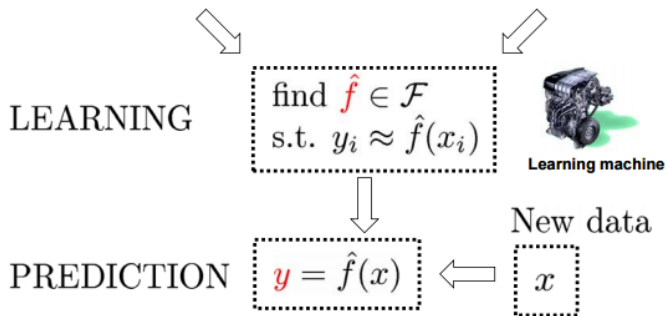 LEARNING
find f̂ ∈ ℱ
s.t. yᵢ ≈ f̂(xᵢ)
Learning machine
New data
PREDICTION
y = f̂(x)
x